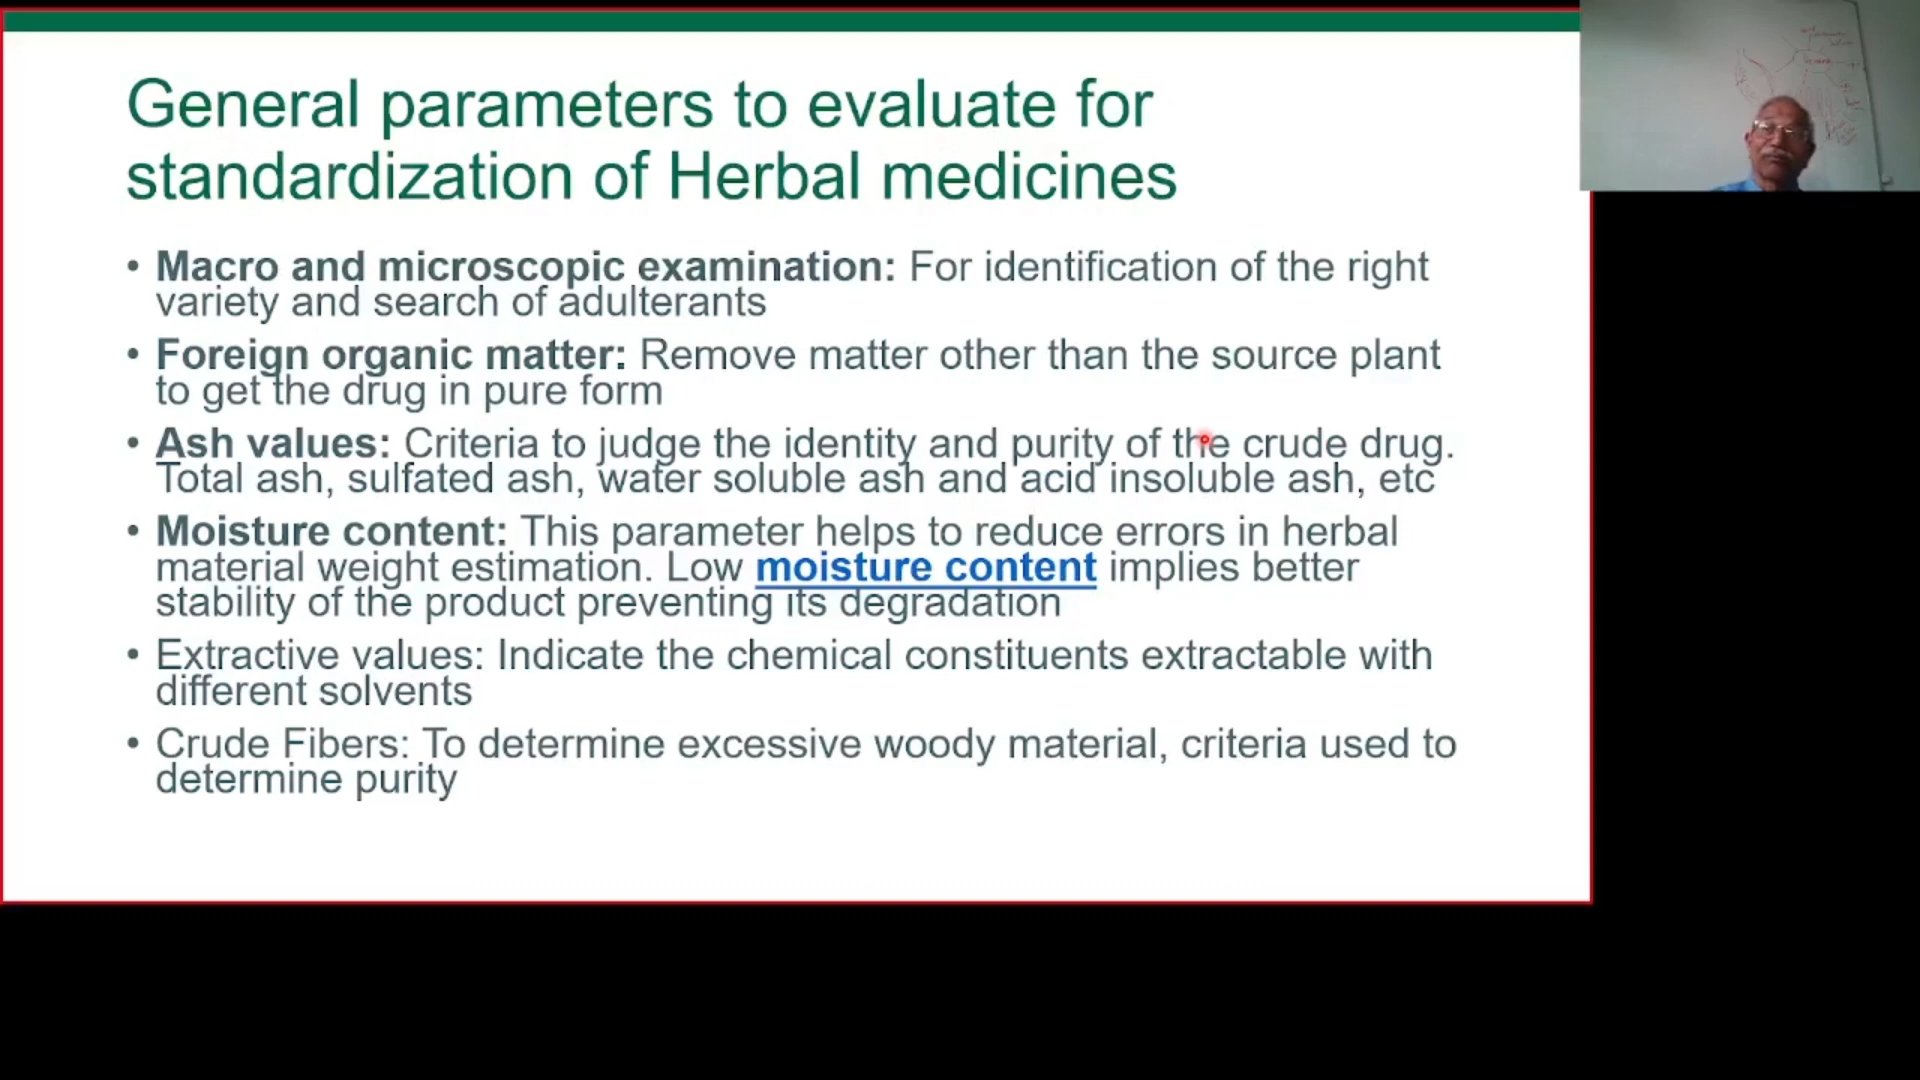 General parameters to evaluate for
standardization of Herbal medicines
• Macro and microscopic examination: For identification of the right
variety and search of adulterants
• Foreign organic matter: Remove matter other than the source plant
to get the drug in pure form
• Ash values: Criteria to judge the identity and purity of the crude drug.
Total ash, sulfated ash, water soluble ash and acid insoluble ash, etc
• Moisture content: This parameter helps to reduce errors in herbal
material weight estimation. Low moisture content implies better
stability of the product preventing its degradation
• Extractive values: Indicate the chemical constituents extractable with
different solvents
• Crude Fibers: To determine excessive woody material, criteria used to
determine purity